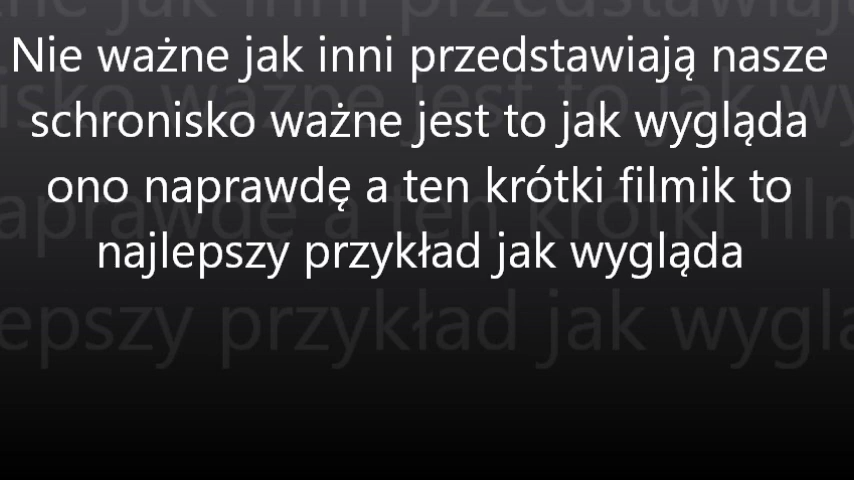 Nie ważne jak inni przedstawiają nasze
schronisko ważne jest to jak wygląda
ono naprawdę a ten krótki filmik to
najlepszy przykład jak wygląda